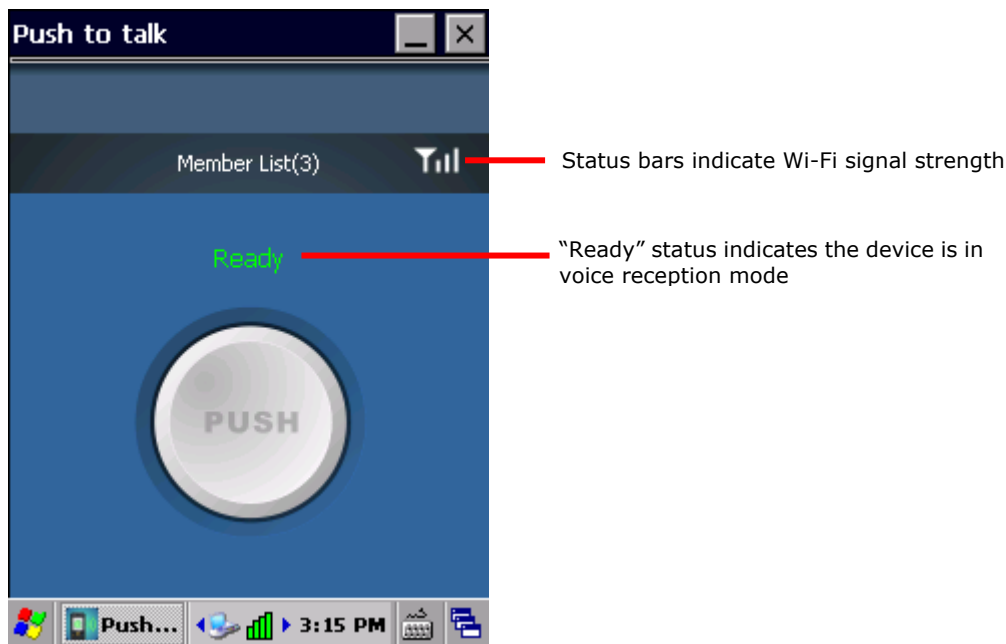 Push to talk
Member List(3)
Status bars indicate Wi-Fi signal strength
Ready
“Ready” status indicates the device is in
voice reception mode
PUSH
Push...
3:15 PM